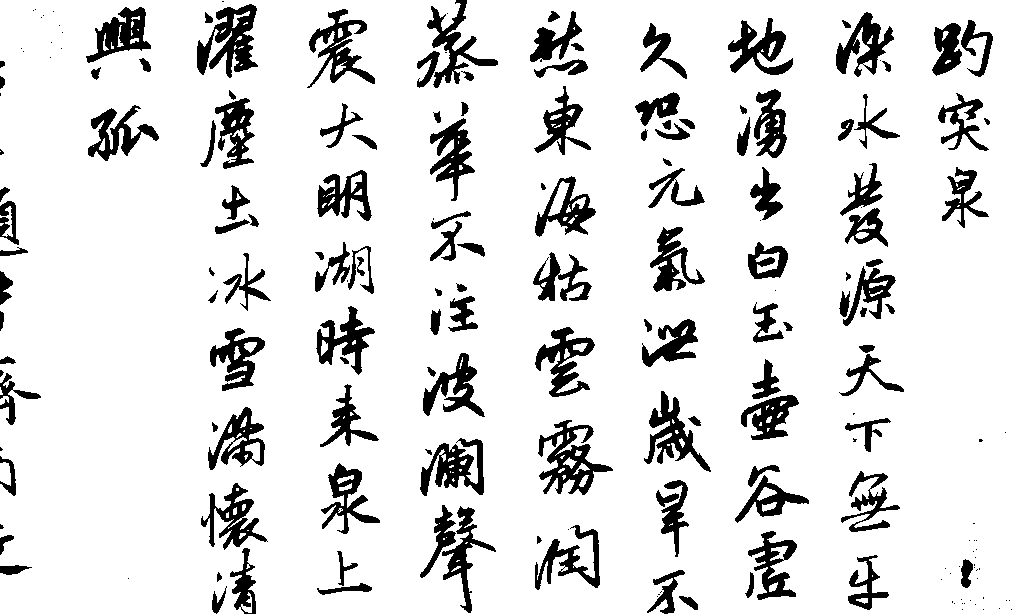 趵突泉
濼水發源天下無平
地湧出白玉壺谷虛
久恐元氣泄歲旱不
愁東海枯雲霧潤
蒸華不注波瀾聲
震大明湖時来泉上
濯塵土冰雪滿懷清
興孤